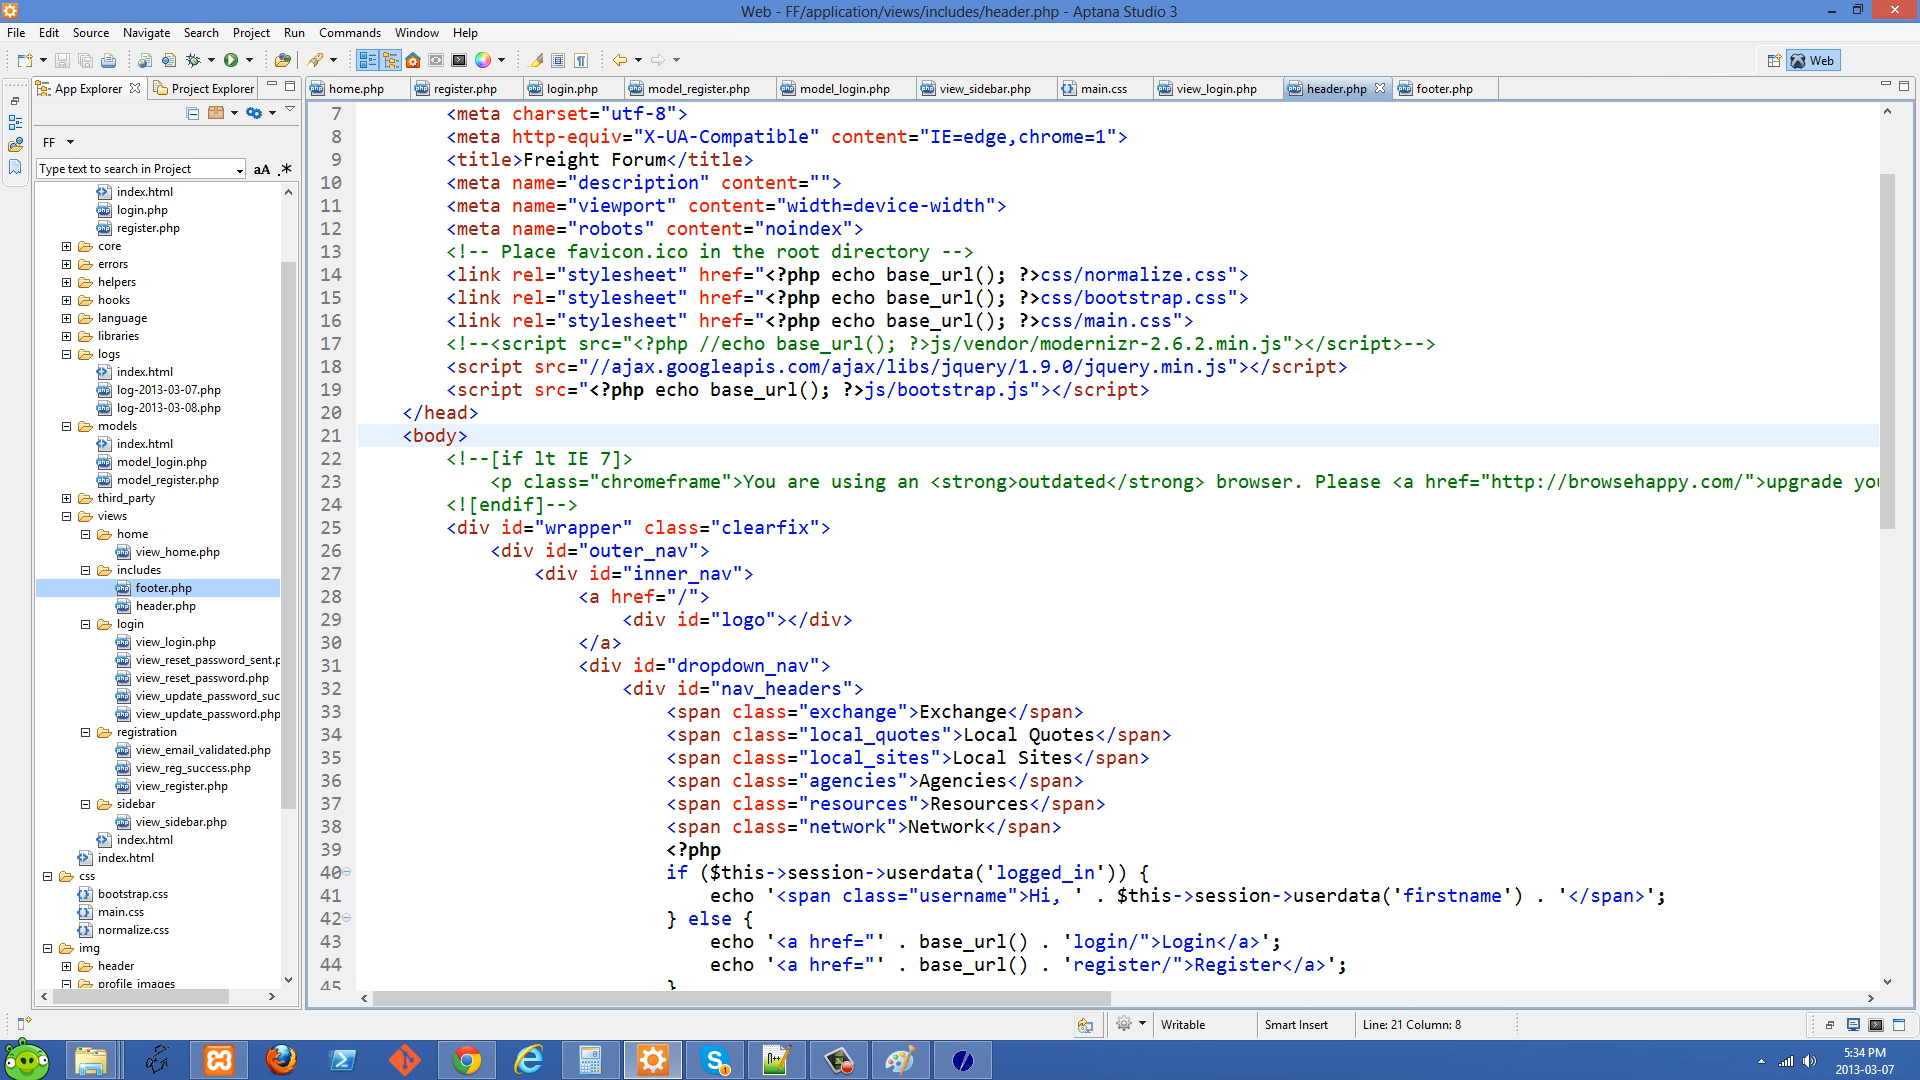 Web - FF/application/views/includes/header.php - Aptana Studio 3
File Edit Source Navigate Search Project Run Commands Window Help
Web
App Explorer Project Explorer
home.php register.php login.php model_register.php model_login.php view_sidebar.php main.css view_login.php header.php footer.php
FF
Type text to search in Project aA .*
index.html
login.php
register.php
core
errors
helpers
hooks
language
libraries
logs
index.html
log-2013-03-07.php
log-2013-03-08.php
models
index.html
model_login.php
model_register.php
third_party
views
home
view_home.php
includes
footer.php
header.php
login
view_login.php
view_reset_password_sent.p
view_reset_password.php
view_update_password_suc
view_update_password.php
registration
view_email_validated.php
view_reg_success.php
view_register.php
sidebar
view_sidebar.php
index.html
index.html
css
bootstrap.css
main.css
normalize.css
img
header
profile_images
7 <meta charset="utf-8">
8 <meta http-equiv="X-UA-Compatible" content="IE=edge,chrome=1">
9 <title>Freight Forum</title>
10 <meta name="description" content="">
11 <meta name="viewport" content="width=device-width">
12 <meta name="robots" content="noindex">
13 <!-- Place favicon.ico in the root directory -->
14 <link rel="stylesheet" href="<?php echo base_url(); ?>css/normalize.css">
15 <link rel="stylesheet" href="<?php echo base_url(); ?>css/bootstrap.css">
16 <link rel="stylesheet" href="<?php echo base_url(); ?>css/main.css">
17 <!--<script src="<?php //echo base_url(); ?>js/vendor/modernizr-2.6.2.min.js"></script>-->
18 <script src="//ajax.googleapis.com/ajax/libs/jquery/1.9.0/jquery.min.js"></script>
19 <script src="<?php echo base_url(); ?>js/bootstrap.js"></script>
20 </head>
21 <body>
22 <!--[if lt IE 7]>
23 <p class="chromeframe">You are using an <strong>outdated</strong> browser. Please <a href="http://browsehappy.com/">upgrade you
24 <![endif]-->
25 <div id="wrapper" class="clearfix">
26 <div id="outer_nav">
27 <div id="inner_nav">
28 <a href="/">
29 <div id="logo"></div>
30 </a>
31 <div id="dropdown_nav">
32 <div id="nav_headers">
33 <span class="exchange">Exchange</span>
34 <span class="local_quotes">Local Quotes</span>
35 <span class="local_sites">Local Sites</span>
36 <span class="agencies">Agencies</span>
37 <span class="resources">Resources</span>
38 <span class="network">Network</span>
39 <?php
40 if ($this->session->userdata('logged_in')) {
41 echo '<span class="username">Hi, ' . $this->session->userdata('firstname') . '</span>';
42 } else {
43 echo '<a href="' . base_url() . 'login/">Login</a>';
44 echo '<a href="' . base_url() . 'register/">Register</a>';
45 }
Writable Smart Insert Line: 21 Column: 8
5:34 PM
2013-03-07